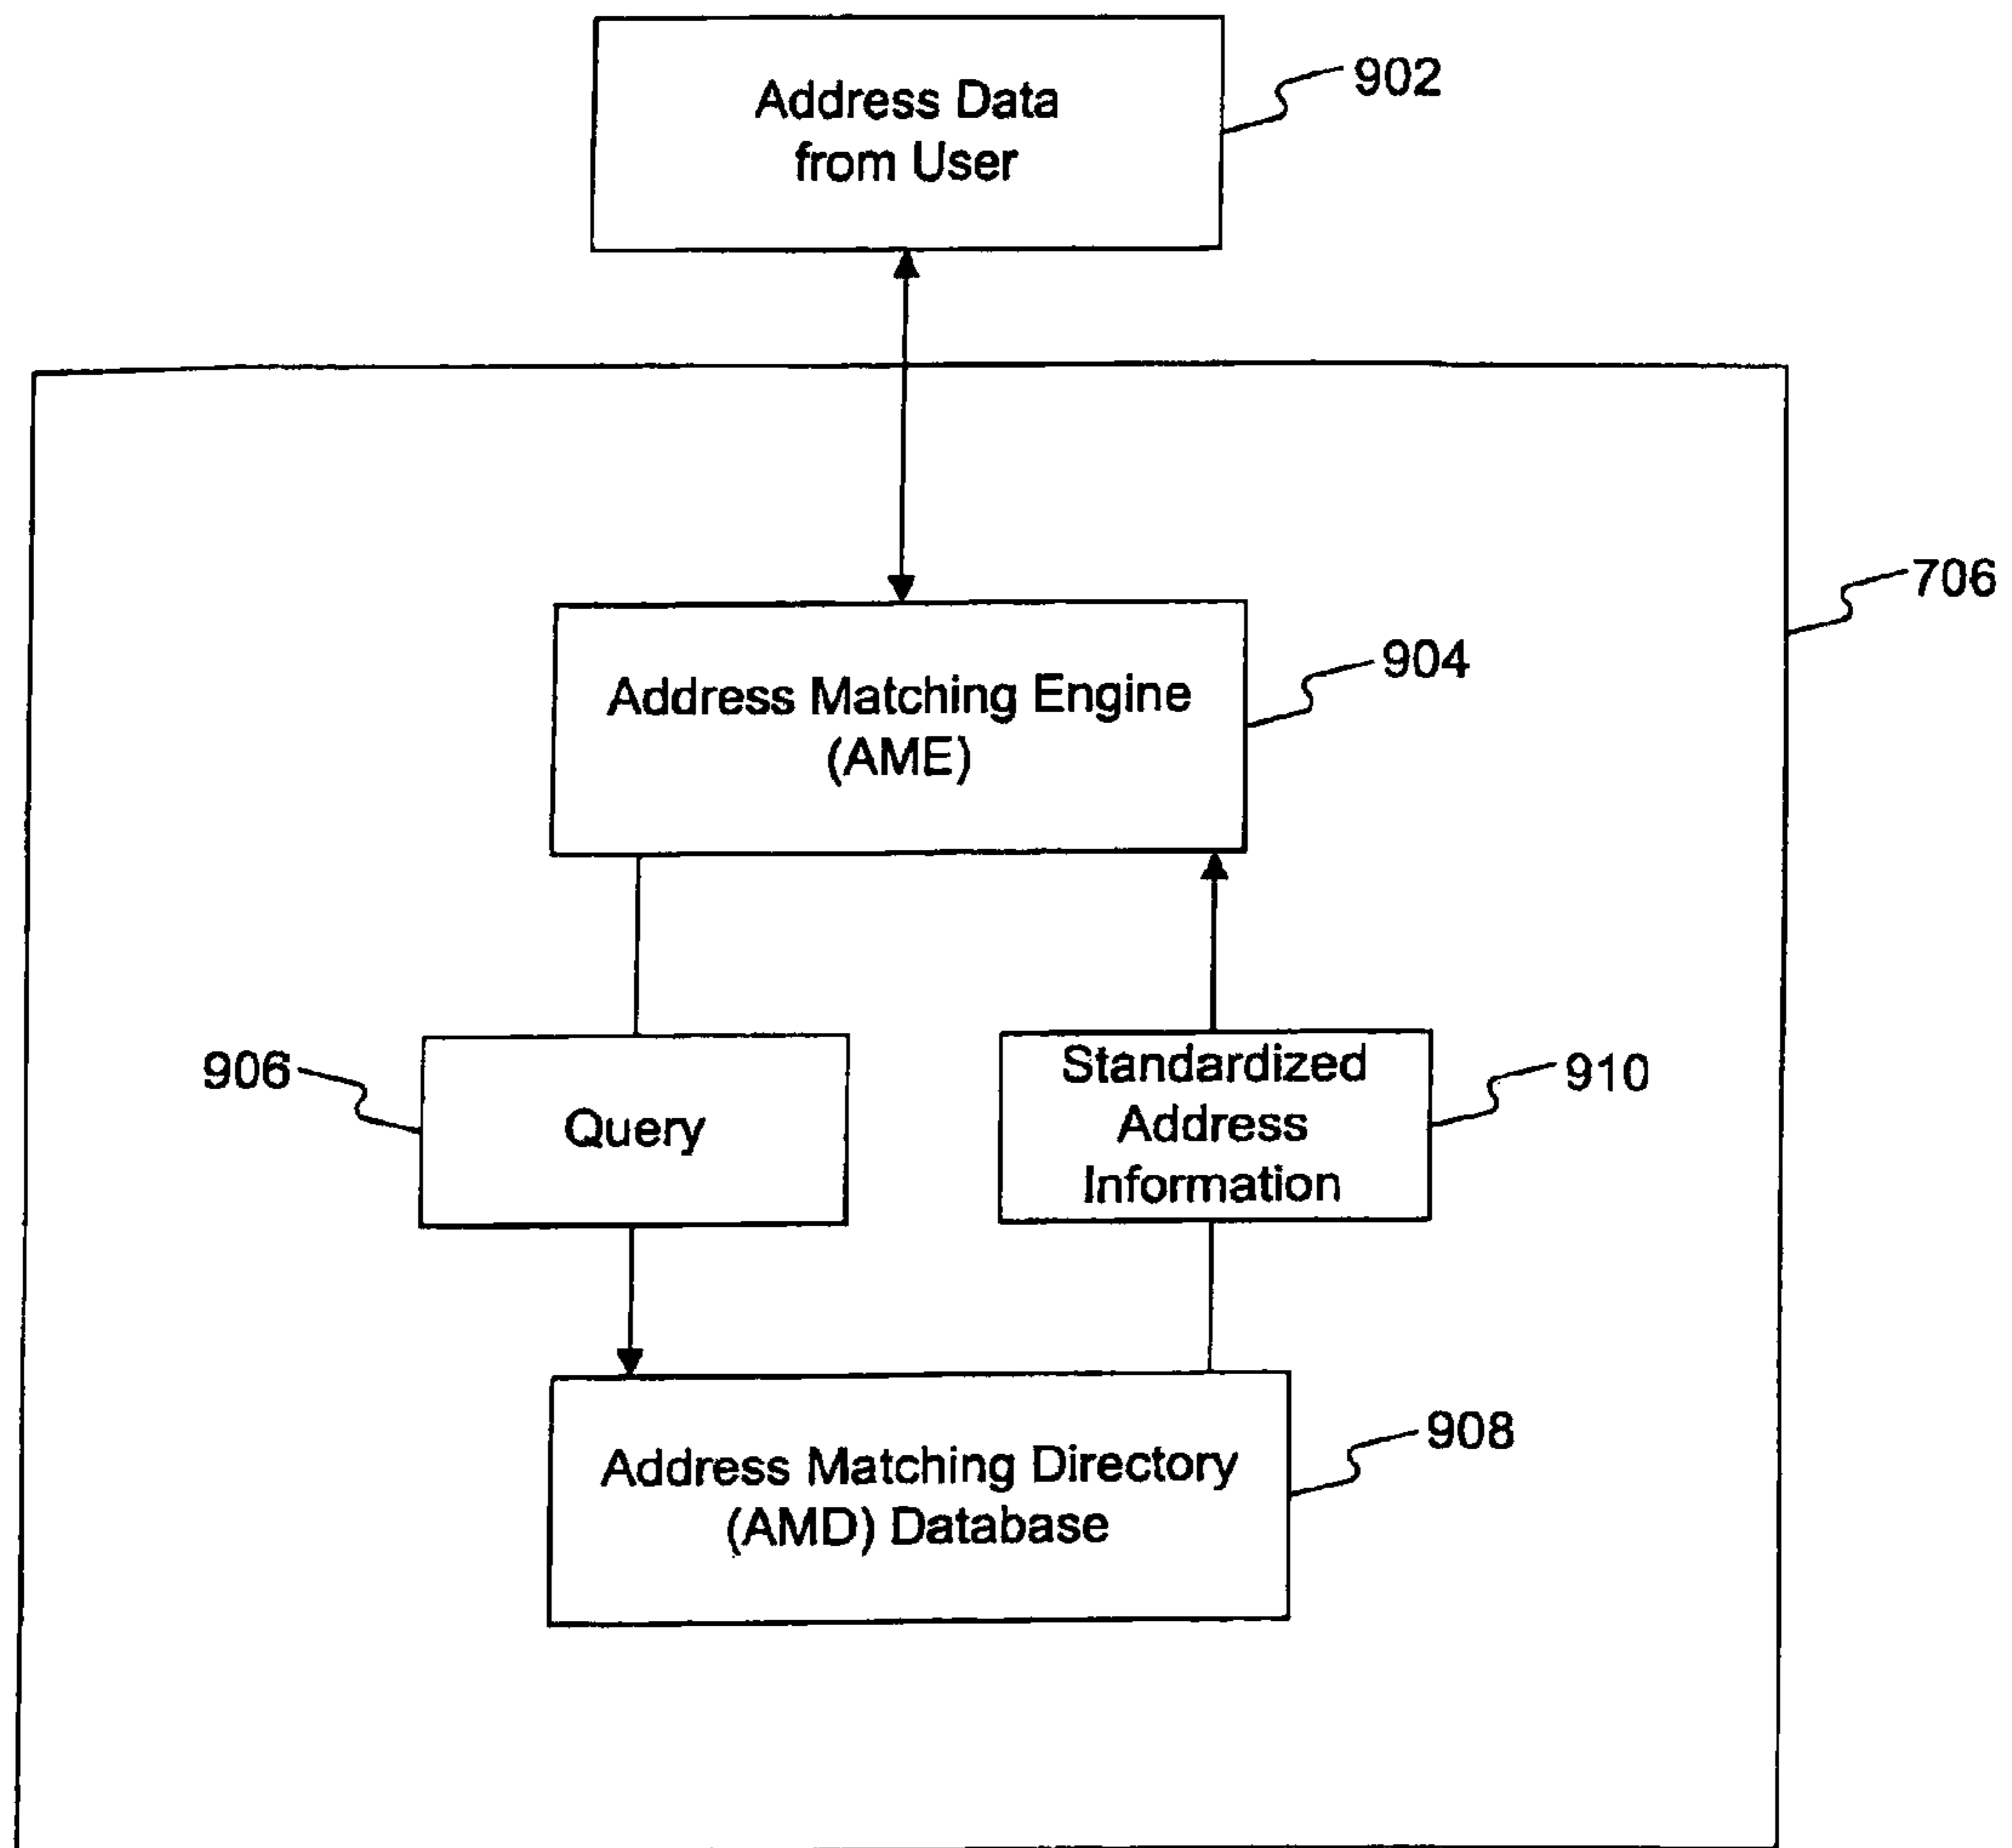 Address Data
from User
902
706
Address Matching Engine
(AME)
904
906
Query
Standardized
Address
Information
910
Address Matching Directory
(AMD) Database
908